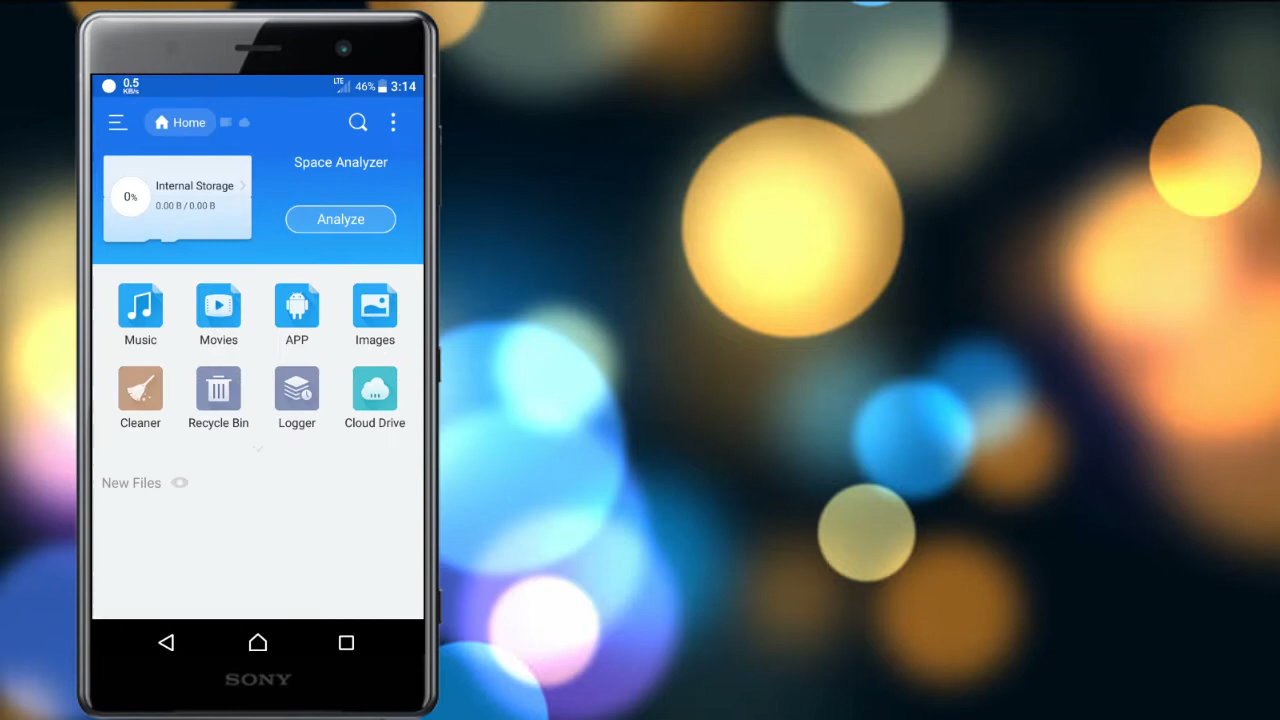 0.5
KB/s
LTE
46%
3:14
Home
Space Analyzer
0%
Internal Storage
0.00 B / 0.00 B
Analyze
Music
Movies
APP
Images
Cleaner
Recycle Bin
Logger
Cloud Drive
New Files
SONY